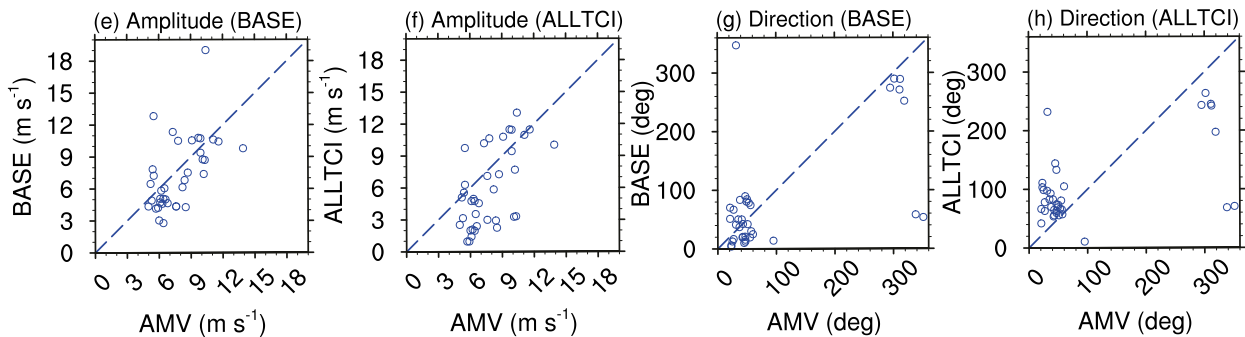 (e) Amplitude (BASE)
18
15
12
9
6
3
0
0 3 6 9 12 15 18
BASE (m s⁻¹)
AMV (m s⁻¹)
(f) Amplitude (ALLTCI)
18
15
12
9
6
3
0
0 3 6 9 12 15 18
ALLTCI (m s⁻¹)
AMV (m s⁻¹)
(g) Direction (BASE)
300
200
100
0
0 100 200 300
BASE (deg)
AMV (deg)
(h) Direction (ALLTCI)
300
200
100
0
0 100 200 300
ALLTCI (deg)
AMV (deg)